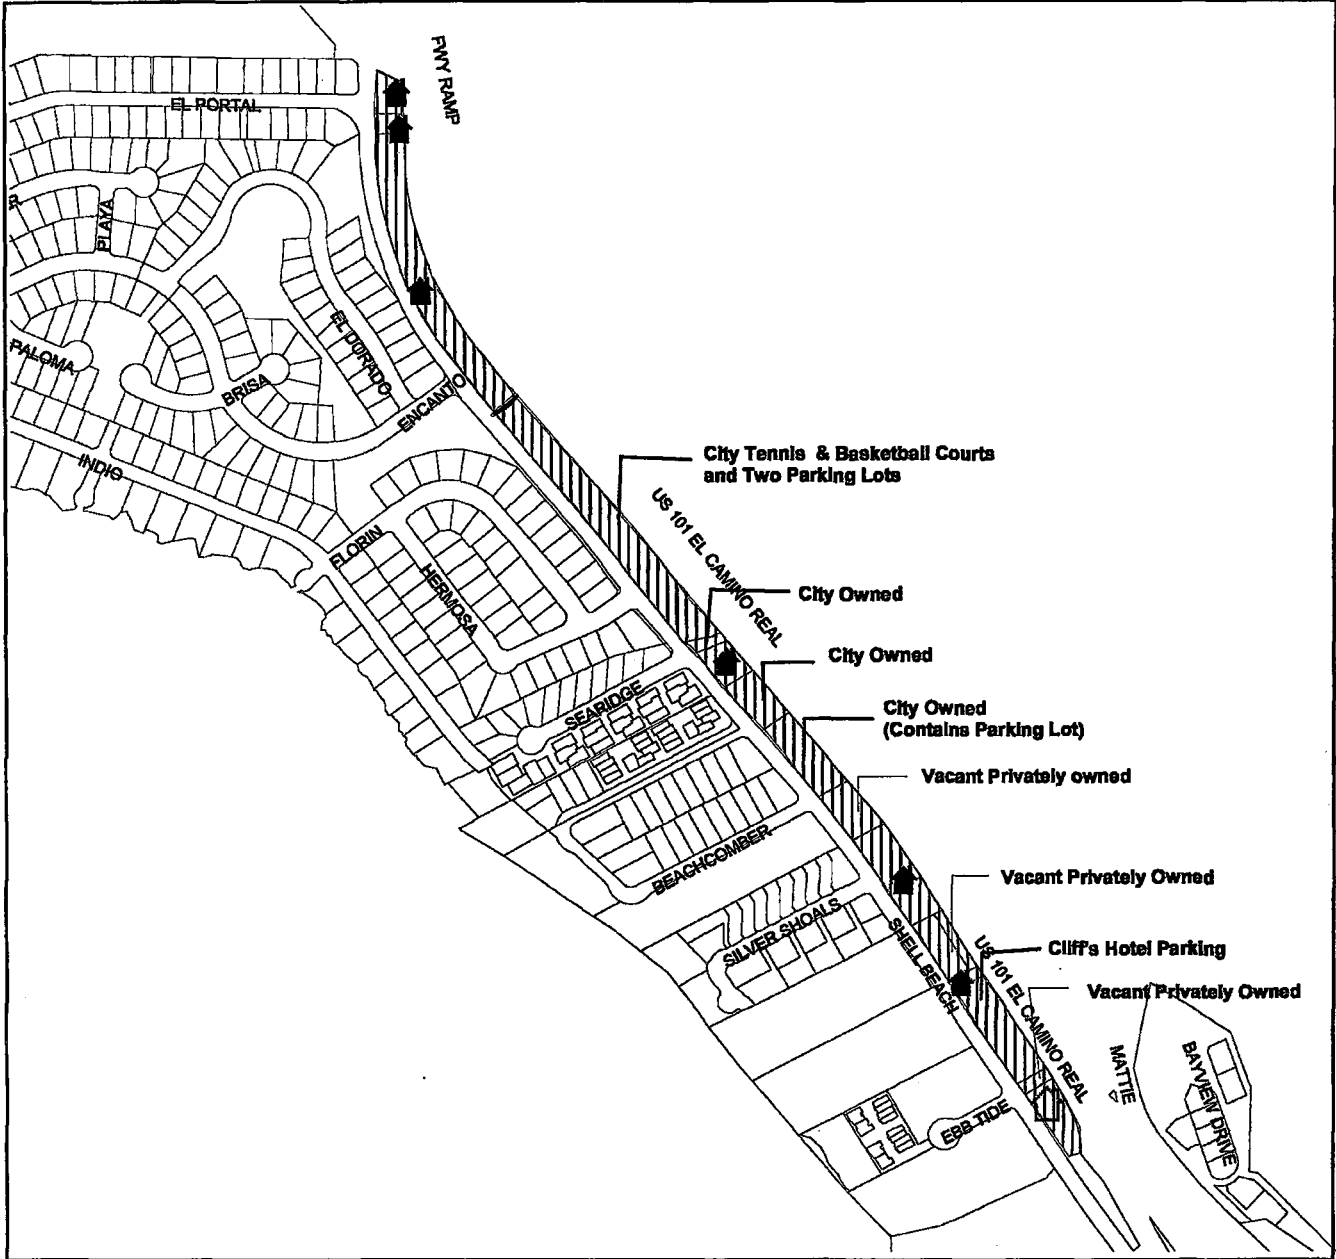 FWY RAMP
EL PORTAL
PLAYA
EL DORADO
PALOMA
BRISA
ENCANTO
INDIO
City Tennis & Basketball Courts
and Two Parking Lots
US 101 EL CAMINO REAL
FLORIN
HERMOSA
City Owned
City Owned
SEARIDGE
City Owned
(Contains Parking Lot)
Vacant Privately owned
BEACHCOMBER
Vacant Privately Owned
SILVER SHOALS
SHELL BEACH
US 101 EL CAMINO REAL
Cliff's Hotel Parking
Vacant Privately Owned
MATTIE
BAYVIEW DRIVE
EBB TIDE